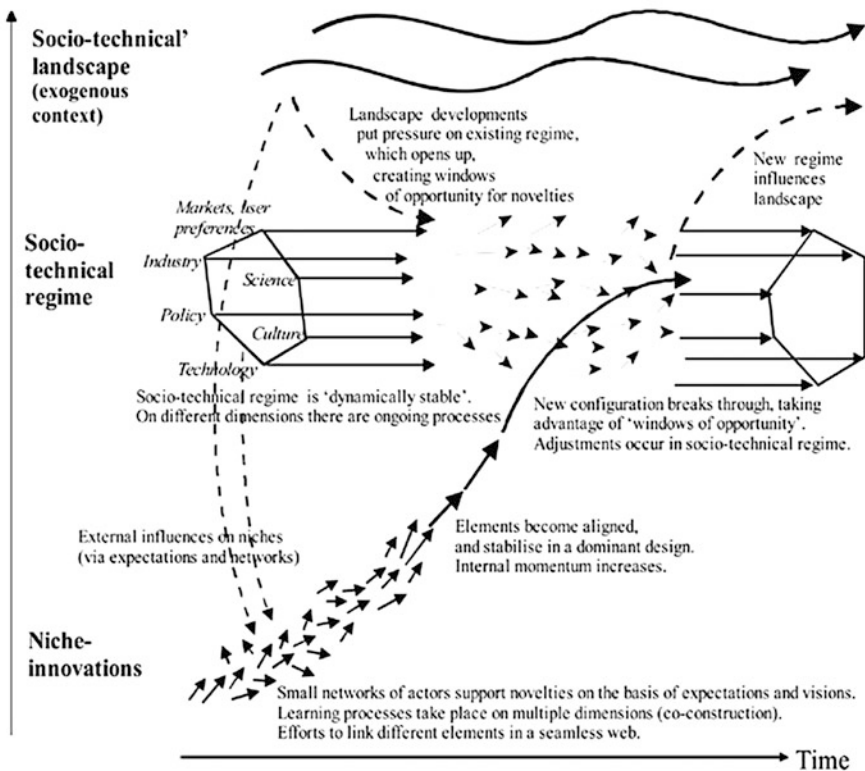 Socio-technical’
landscape
(exogenous
context)
Landscape developments
put pressure on existing regime,
which opens up,
creating windows
of opportunity for novelties
New regime
influences
landscape
Socio-
technical
regime
Markets, user
preferences
Industry
Science
Policy
Culture
Technology
Socio-technical regime is ‘dynamically stable’.
On different dimensions there are ongoing processes
New configuration breaks through, taking
advantage of ‘windows of opportunity’.
Adjustments occur in socio-technical regime.
External influences on niches
(via expectations and networks)
Elements become aligned,
and stabilise in a dominant design.
Internal momentum increases.
Niche-
innovations
Small networks of actors support novelties on the basis of expectations and visions.
Learning processes take place on multiple dimensions (co-construction).
Efforts to link different elements in a seamless web.
Time